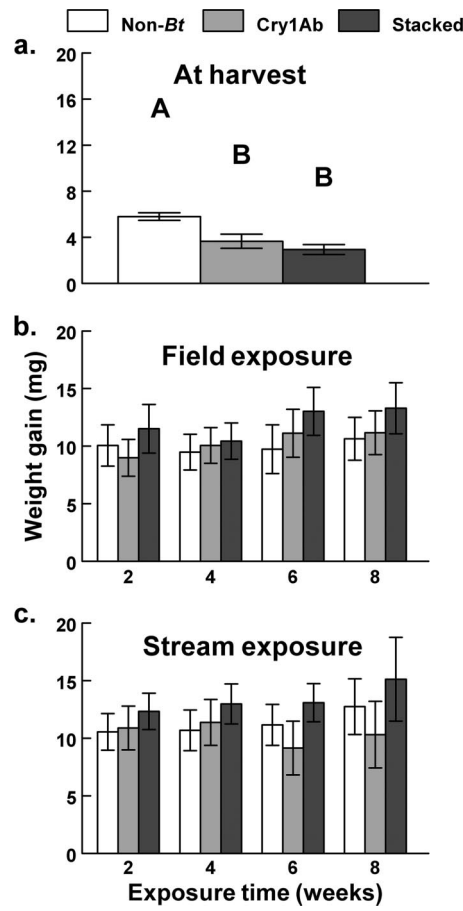 Non-Bt Cry1Ab Stacked
a.
At harvest
20
16
12
8
4
0
A
B
B
b.
Field exposure
20
15
10
5
0
2 4 6 8
Weight gain (mg)
c.
Stream exposure
20
15
10
5
0
2 4 6 8
Exposure time (weeks)